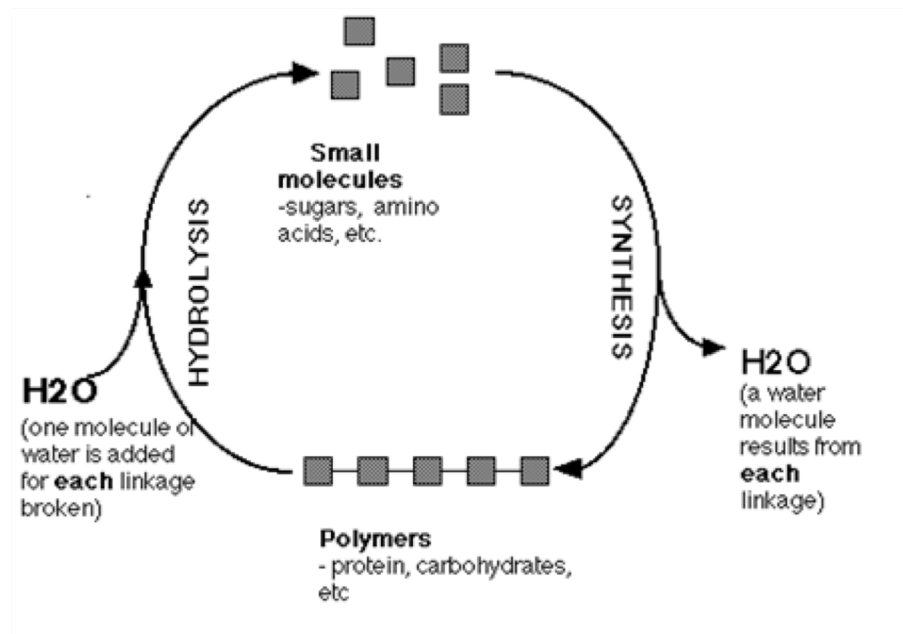 Small
molecules
-sugars, amino
acids, etc.
HYDROLYSIS
SYNTHESIS
H2O
(one molecule of
water is added
for each linkage
broken)
H2O
(a water
molecule
results from
each
linkage)
Polymers
- protein, carbohydrates,
etc